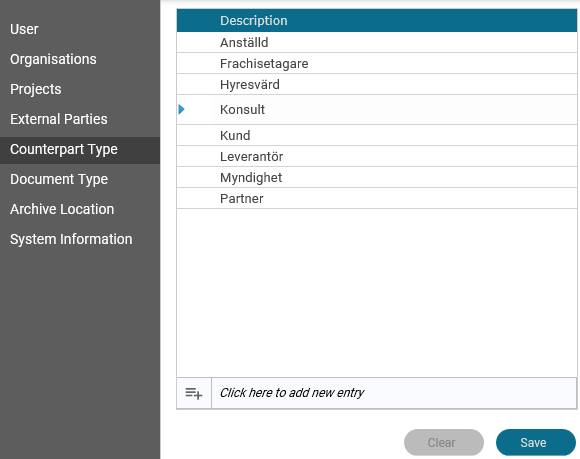 User
Organisations
Projects
External Parties
Counterpart Type
Document Type
Archive Location
System Information
Description
Anställd
Frachisetagare
Hyresvärd
Konsult
Kund
Leverantör
Myndighet
Partner
Click here to add new entry
Clear
Save